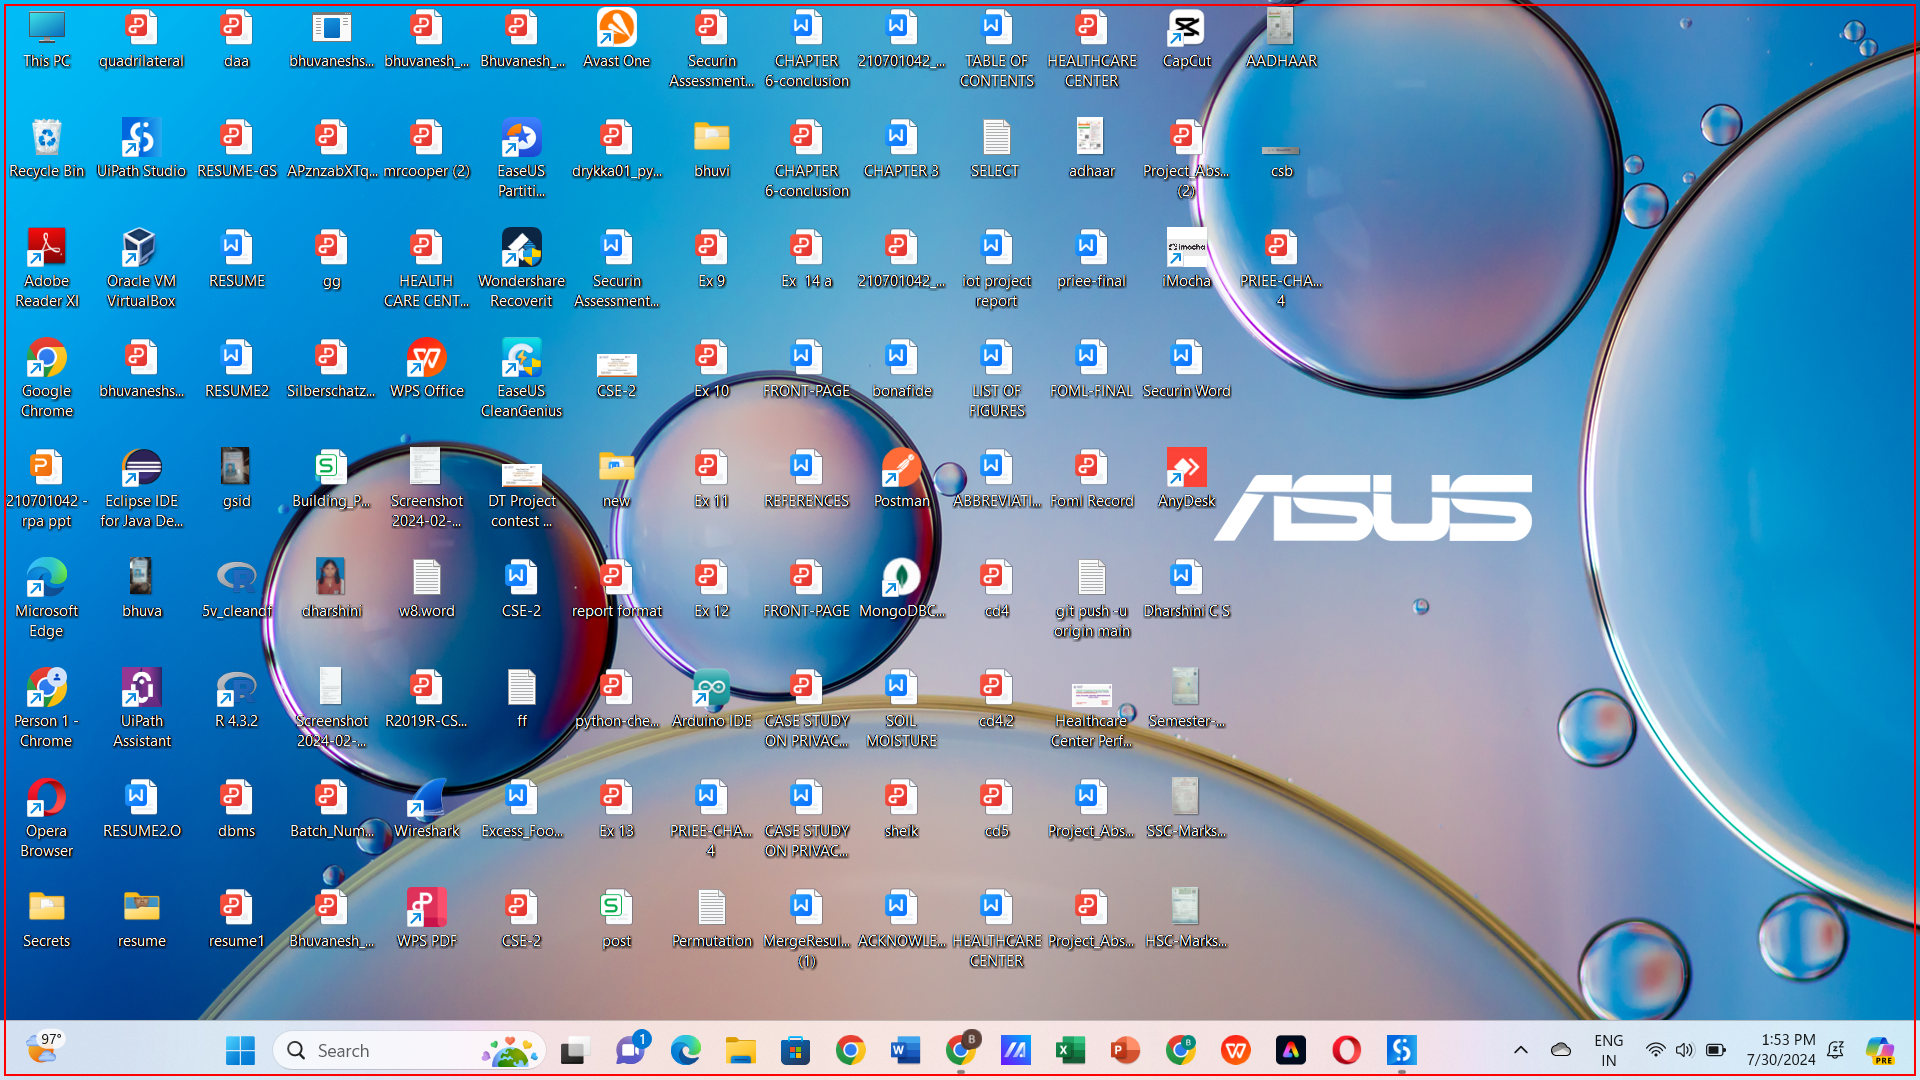 This PC
quadrilateral
daa
bhuvaneshs...
bhuvanesh_...
Bhuvanesh_...
Avast One
Securin
Assessment...
CHAPTER
6-conclusion
210701042_...
TABLE OF
CONTENTS
HEALTHCARE
CENTER
CapCut
AADHAAR
Recycle Bin
UiPath Studio
RESUME-GS
APznzabXTq...
mrcooper (2)
EaseUS
Partiti...
drykka01_py...
bhuvi
CHAPTER
6-conclusion
CHAPTER 3
SELECT
adhaar
Project_Abs...
(2)
csb
Adobe
Reader XI
Oracle VM
VirtualBox
RESUME
gg
HEALTH
CARE CENT...
Wondershare
Recoverit
Securin
Assessment...
Ex 9
Ex 14 a
210701042_...
iot project
report
priee-final
iMocha
PRIEE-CHA...
4
Google
Chrome
bhuvaneshs...
RESUME2
Silberschatz...
WPS Office
EaseUS
CleanGenius
CSE-2
Ex 10
FRONT-PAGE
bonafide
LIST OF
FIGURES
FOML-FINAL
Securin Word
210701042 -
rpa ppt
Eclipse IDE
for Java De...
gsid
Building_P...
Screenshot
2024-02-...
DT Project
contest ...
new
Ex 11
REFERENCES
Postman
ABBREVIATI...
Foml Record
AnyDesk
ASUS
Microsoft
Edge
bhuva
5v_cleandf
dharshini
w8.word
CSE-2
report format
Ex 12
FRONT-PAGE
MongoDBC...
cd4
git push -u
origin main
Dharshini C S
Person 1 -
Chrome
UiPath
Assistant
R 4.3.2
Screenshot
2024-02-...
R2019R-CS...
ff
python-che...
Arduino IDE
CASE STUDY
ON PRIVAC...
SOIL
MOISTURE
cd4.2
Healthcare
Center Perf...
Semester-...
Opera
Browser
RESUME2.O
dbms
Batch_Num...
Wireshark
Excess_Foo...
Ex 13
PRIEE-CHA...
4
CASE STUDY
ON PRIVAC...
sheik
cd5
Project_Abs...
SSC-Marks...
Secrets
resume
resume1
Bhuvanesh_...
WPS PDF
CSE-2
post
Permutation
MergeResul...
(1)
ACKNOWLE...
HEALTHCARE
CENTER
Project_Abs...
HSC-Marks...
97°
Search
1
B
B
ENG
IN
1:53 PM
7/30/2024
PRE